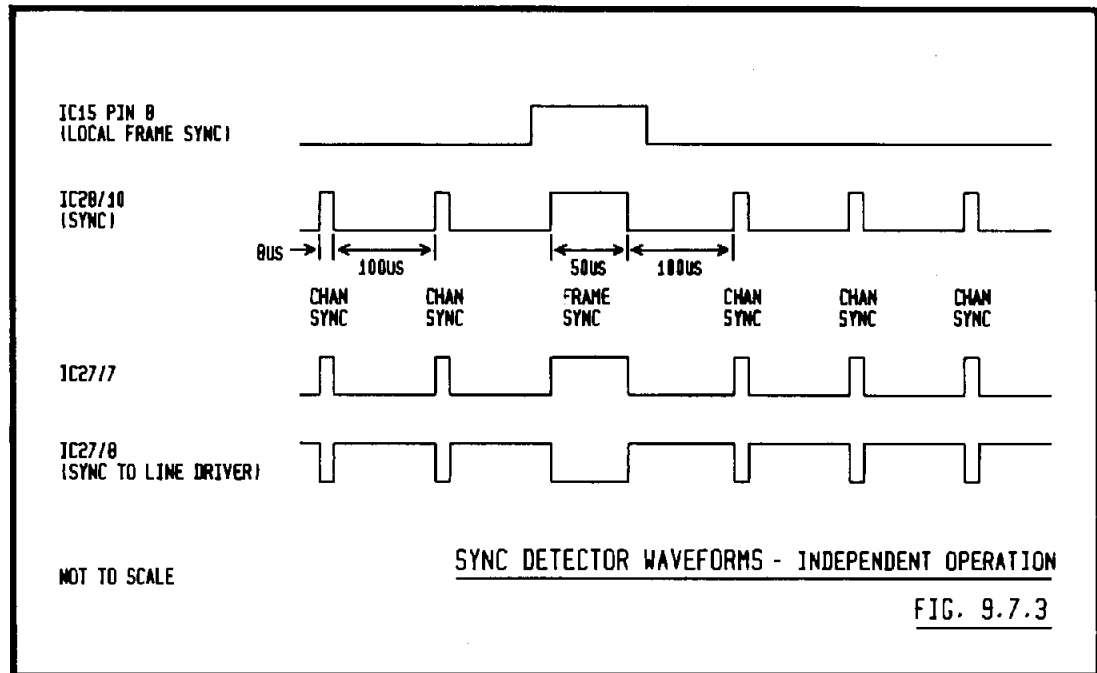 IC15 PIN 8
(LOCAL FRAME SYNC)
IC28/10
(SYNC)
8US
100US
50US
100US
CHAN SYNC
CHAN SYNC
FRAME SYNC
CHAN SYNC
CHAN SYNC
CHAN SYNC
IC27/7
IC27/8
(SYNC TO LINE DRIVER)
NOT TO SCALE
SYNC DETECTOR WAVEFORMS - INDEPENDENT OPERATION
FIG. 9.7.3